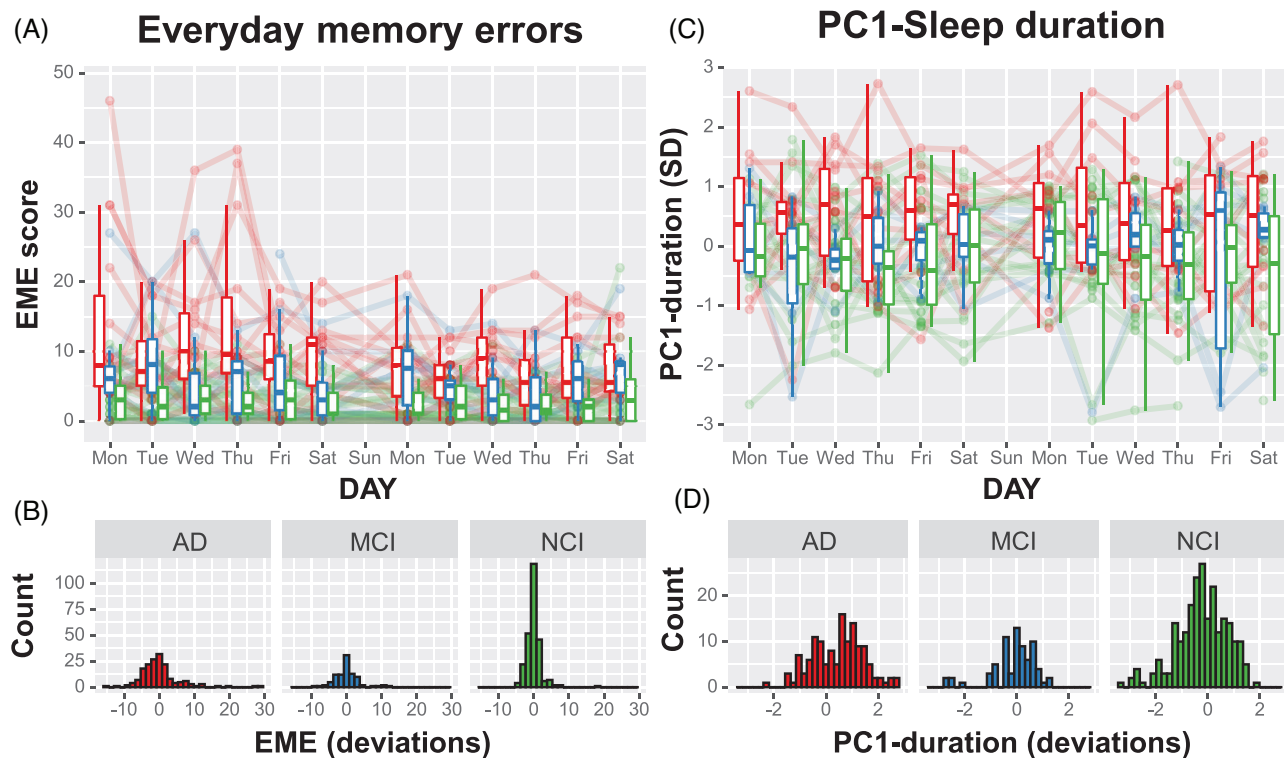 (A) Everyday memory errors
EME score
50
40
30
20
10
0
Mon Tue Wed Thu Fri Sat Sun Mon Tue Wed Thu Fri Sat
DAY
(B)
AD MCI NCI
Count
100
75
50
25
0
-10 0 10 20 30 -10 0 10 20 30 -10 0 10 20 30
EME (deviations)
(C) PC1-Sleep duration
PC1-duration (SD)
3
2
1
0
-1
-2
-3
Mon Tue Wed Thu Fri Sat Sun Mon Tue Wed Thu Fri Sat
DAY
(D)
AD MCI NCI
Count
20
10
0
-2 0 2 -2 0 2 -2 0 2
PC1-duration (deviations)